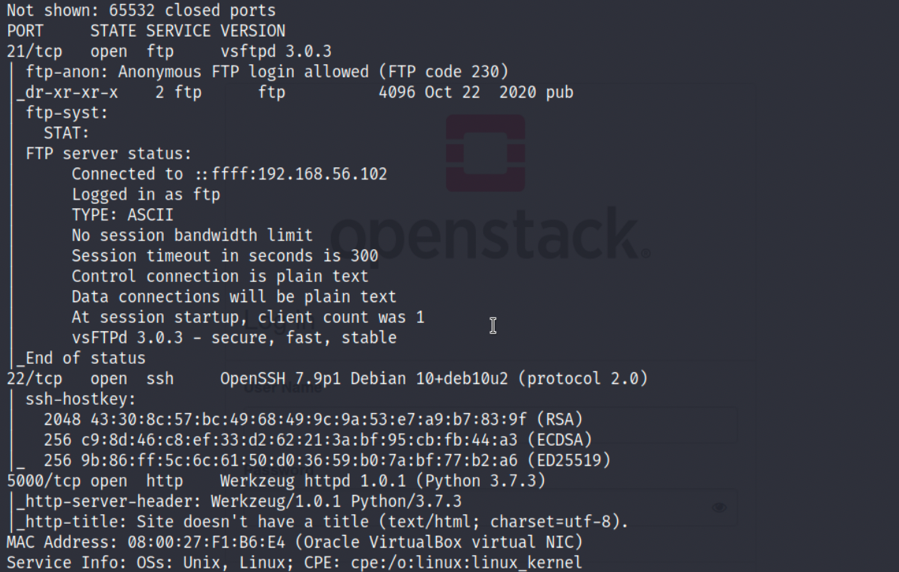 Not shown: 65532 closed ports
PORT     STATE SERVICE VERSION
21/tcp   open  ftp     vsftpd 3.0.3
| ftp-anon: Anonymous FTP login allowed (FTP code 230)
|_dr-xr-xr-x    2 ftp      ftp          4096 Oct 22  2020 pub
| ftp-syst:
|   STAT:
| FTP server status:
|      Connected to ::ffff:192.168.56.102
|      Logged in as ftp
|      TYPE: ASCII
|      No session bandwidth limit
|      Session timeout in seconds is 300
|      Control connection is plain text
|      Data connections will be plain text
|      At session startup, client count was 1
|      vsFTPd 3.0.3 - secure, fast, stable
|_End of status
22/tcp   open  ssh     OpenSSH 7.9p1 Debian 10+deb10u2 (protocol 2.0)
| ssh-hostkey:
|   2048 43:30:8c:57:bc:49:68:49:9c:9a:53:e7:a9:b7:83:9f (RSA)
|   256 c9:8d:46:c8:ef:33:d2:62:21:3a:bf:95:cb:fb:44:a3 (ECDSA)
|_  256 9b:86:ff:5c:6c:61:50:d0:36:59:b0:7a:bf:77:b2:a6 (ED25519)
5000/tcp open  http    Werkzeug httpd 1.0.1 (Python 3.7.3)
|_http-server-header: Werkzeug/1.0.1 Python/3.7.3
|_http-title: Site doesn't have a title (text/html; charset=utf-8).
MAC Address: 08:00:27:F1:B6:E4 (Oracle VirtualBox virtual NIC)
Service Info: OSs: Unix, Linux; CPE: cpe:/o:linux:linux_kernel
openstack.